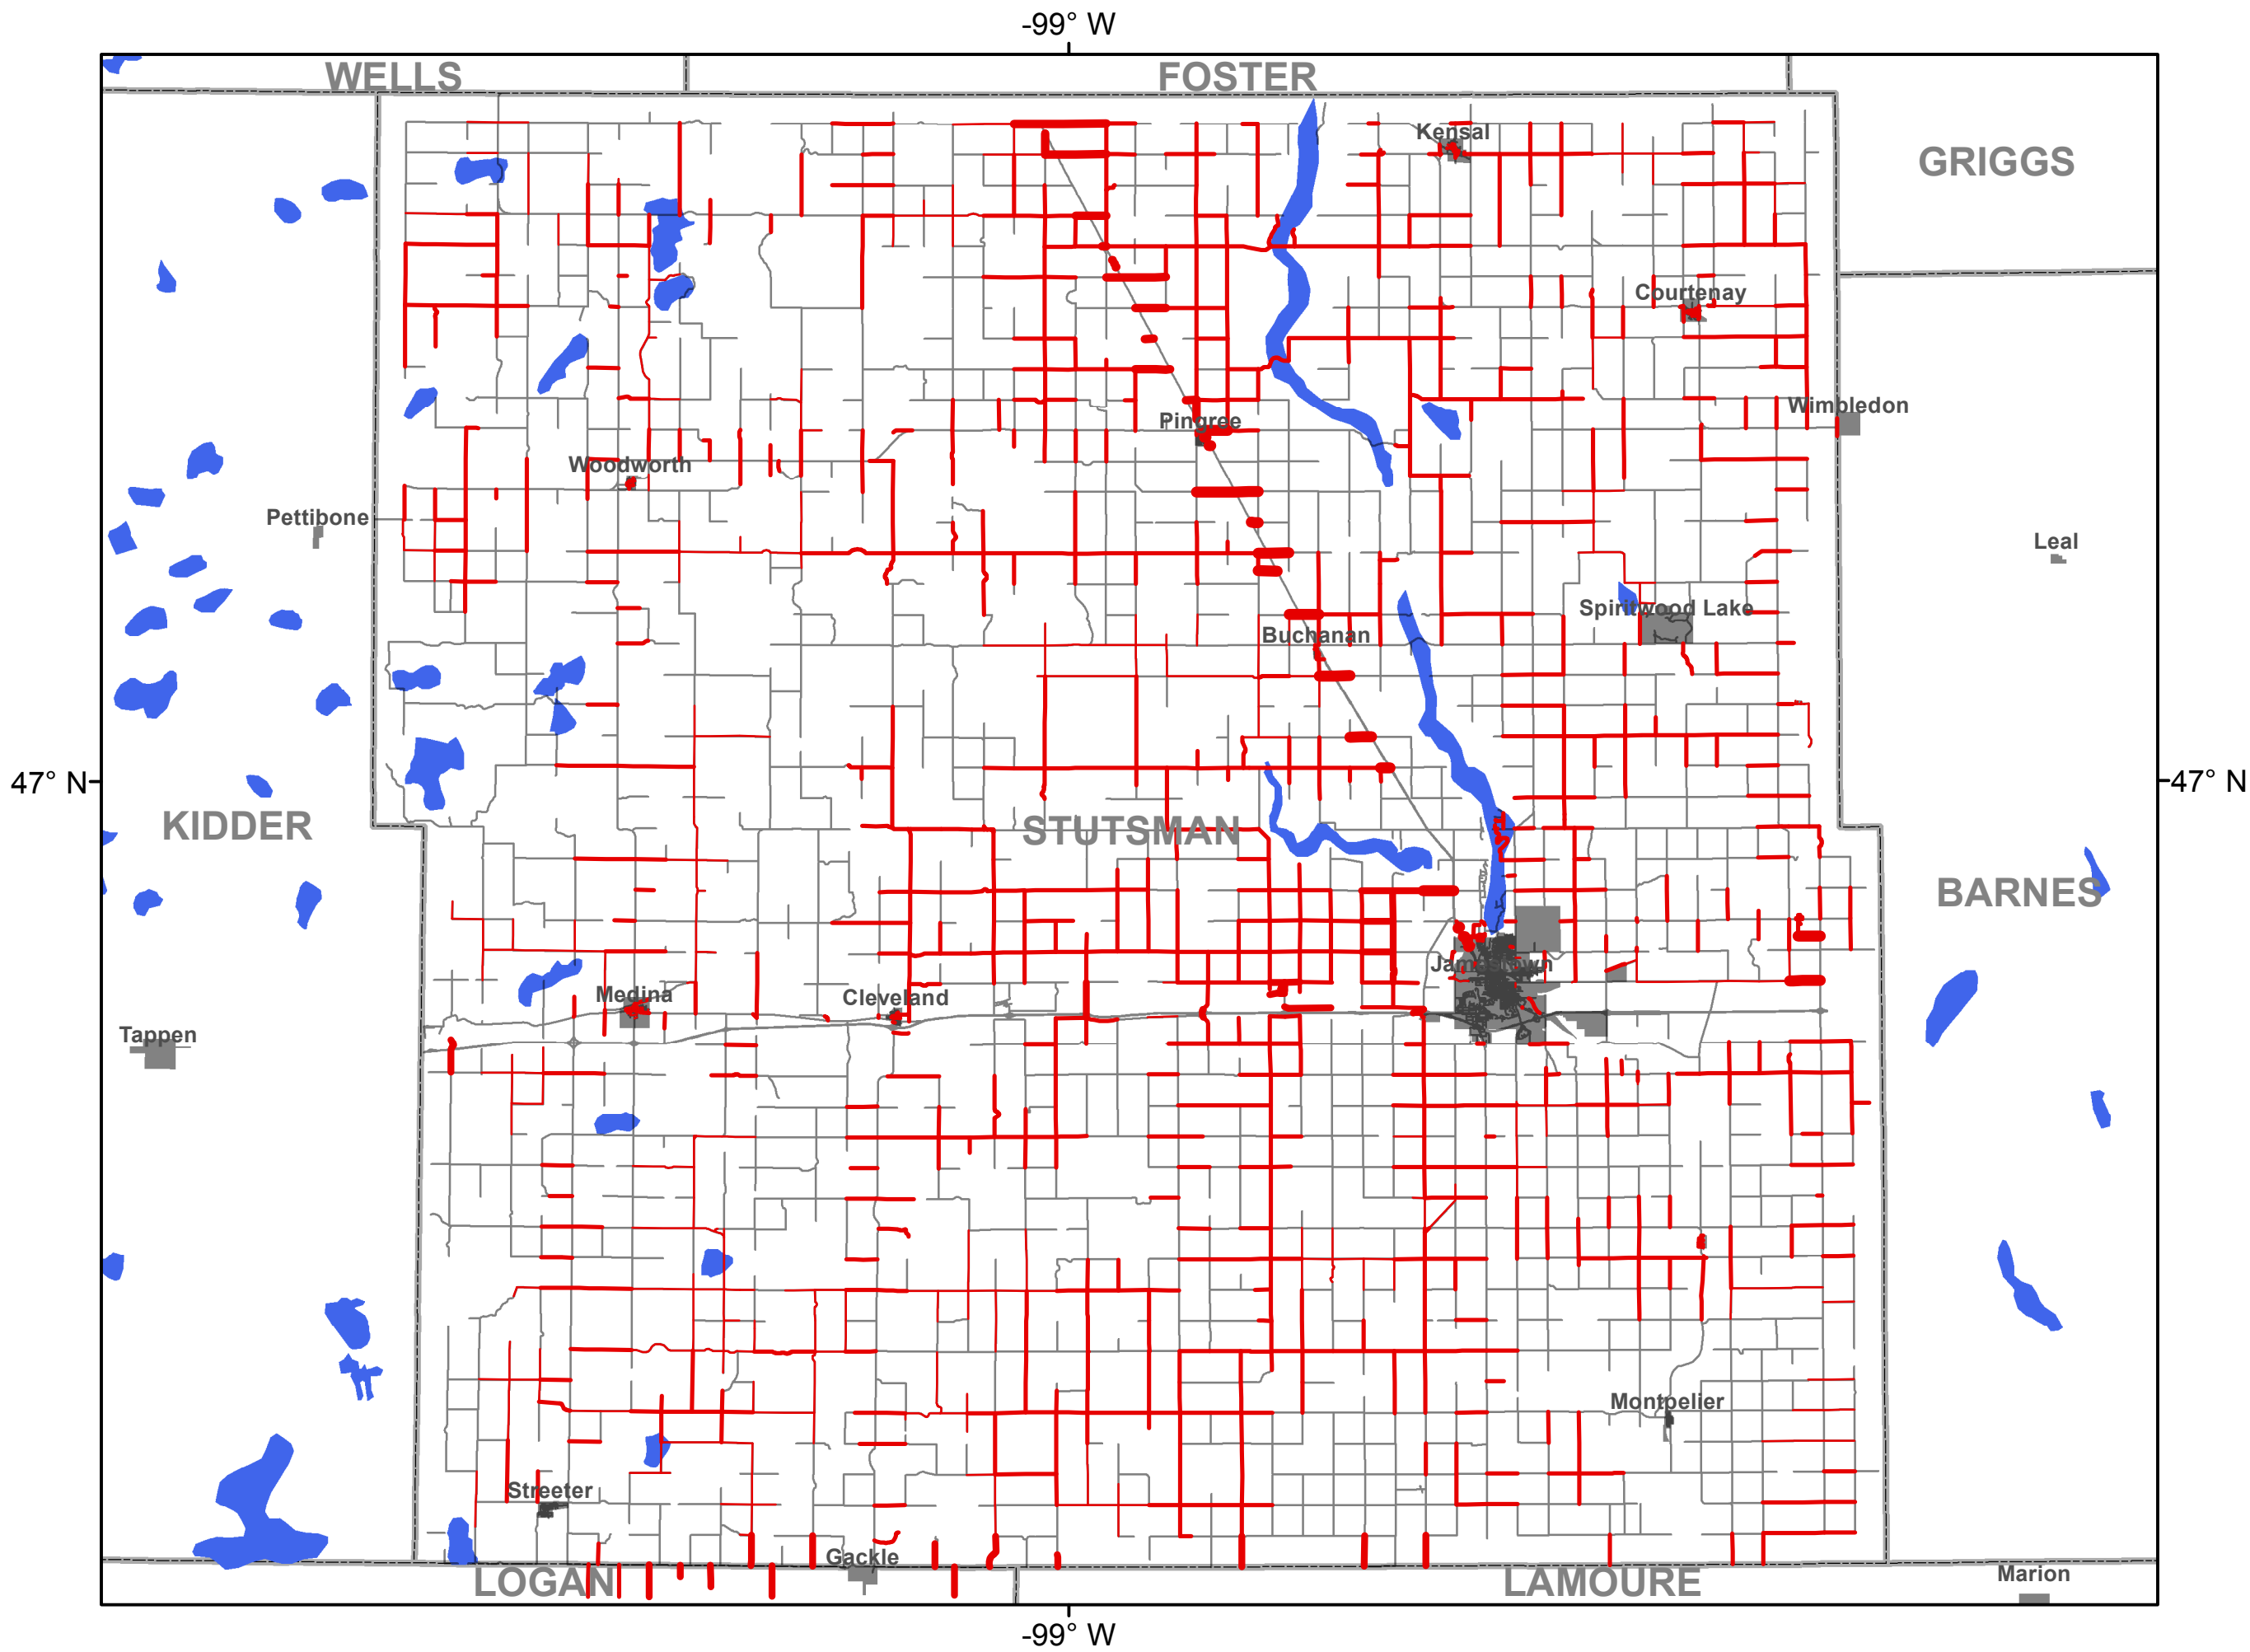 -99° W
WELLS
FOSTER
Kensal
GRIGGS
Courtenay
Wimbledon
Pingree
Woodworth
Pettibone
Leal
Spiritwood Lake
Buchanan
47° N
47° N
KIDDER
STUTSMAN
BARNES
Jamestown
Medina
Cleveland
Tappen
Montpelier
Streeter
Gackle
LOGAN
LAMOURE
Marion
-99° W